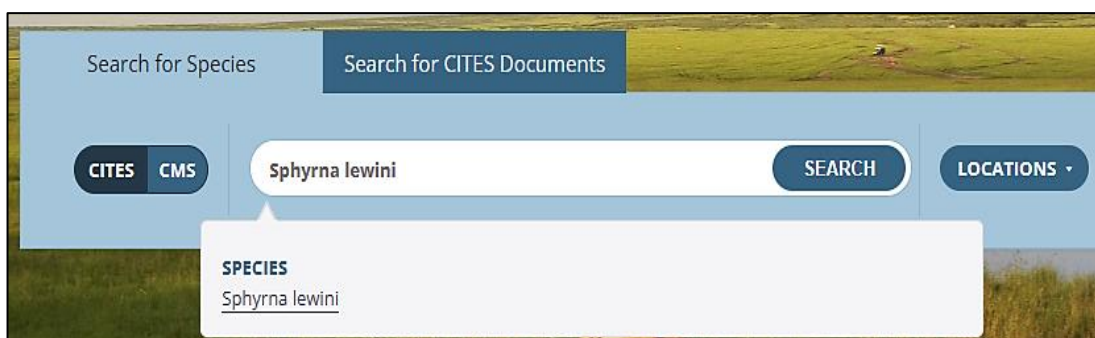 Search for Species
Search for CITES Documents
CITES CMS
Sphyrna lewini
SEARCH
LOCATIONS
SPECIES
Sphyrna lewini